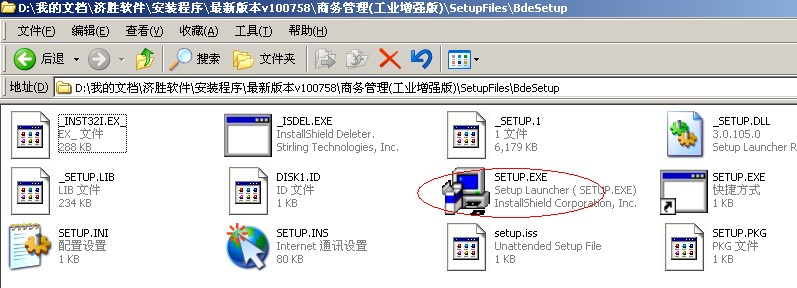 D:\我的文档\济胜软件\安装程序\最新版本v100758\商务管理(工业增强版)\SetupFiles\BdeSetup
文件(F) 编辑(E) 查看(V) 收藏(A) 工具(T) 帮助(H)
后退 搜索 文件夹
地址(D) D:\我的文档\济胜软件\安装程序\最新版本v100758\商务管理(工业增强版)\SetupFiles\BdeSetup
_INST32I.EX_
EX_ 文件
288 KB
_ISDEL.EXE
InstallShield Deleter.
Stirling Technologies, Inc.
_SETUP.1
1 文件
6,179 KB
_SETUP.DLL
3.0.105.0
Setup Launcher R
_SETUP.LIB
LIB 文件
234 KB
DISK1.ID
ID 文件
1 KB
SETUP.EXE
Setup Launcher ( SETUP.EXE)
InstallShield Corporation, Inc.
SETUP.EXE
快捷方式
1 KB
SETUP.INI
配置设置
1 KB
SETUP.INS
Internet 通讯设置
80 KB
setup.iss
Unattended Setup File
1 KB
SETUP.PKG
PKG 文件
1 KB